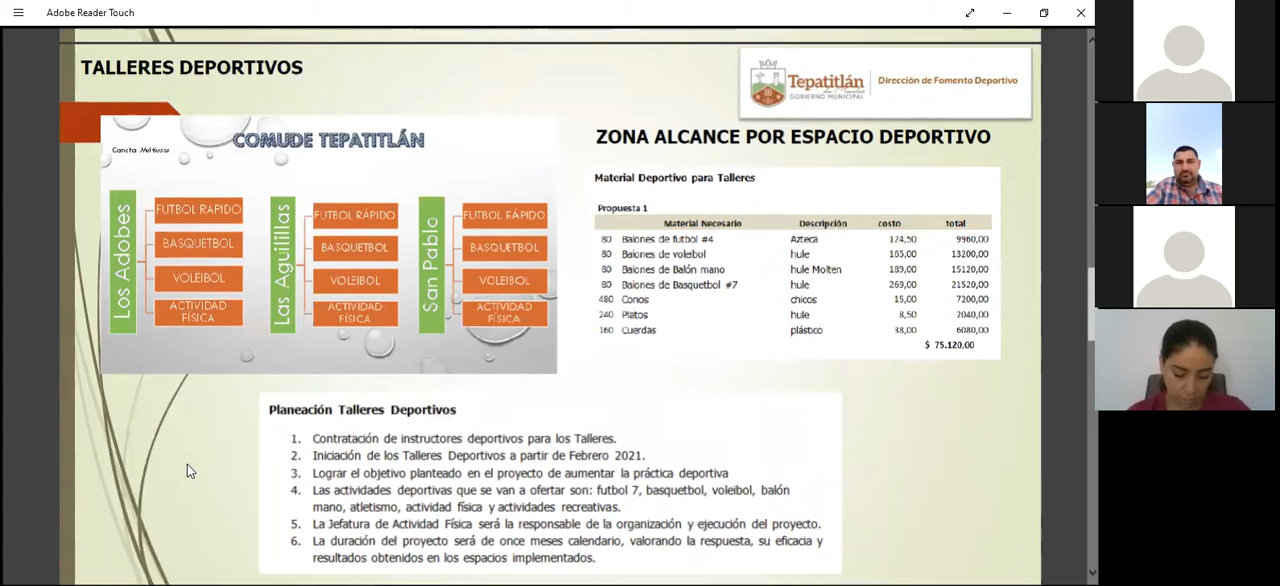 Adobe Reader Touch
TALLERES DEPORTIVOS
Tepatitlán
de Morelos
GOBIERNO MUNICIPAL
Dirección de Fomento Deportivo
COMUDE TEPATITLÁN
Cancha Multiusos
Los Adobes
FUTBOL RÁPIDO
BASQUETBOL
VOLEIBOL
ACTIVIDAD
FÍSICA
Las Aguilillas
FUTBOL RÁPIDO
BASQUETBOL
VOLEIBOL
ACTIVIDAD
FÍSICA
San Pablo
FUTBOL RÁPIDO
BASQUETBOL
VOLEIBOL
ACTIVIDAD
FÍSICA
ZONA ALCANCE POR ESPACIO DEPORTIVO
Material Deportivo para Talleres
Propuesta 1
Material Necesario Descripción costo total
80 Balones de futbol #4 Azteca 124,50 9960,00
80 Balones de voleibol hule 165,00 13200,00
80 Balones de Balón mano hule Molten 189,00 15120,00
80 Balones de Basquetbol #7 hule 269,00 21520,00
480 Conos chicos 15,00 7200,00
240 Platos hule 8,50 2040,00
160 Cuerdas plástico 38,00 6080,00
$ 75.120,00
Planeación Talleres Deportivos
1. Contratación de instructores deportivos para los Talleres.
2. Iniciación de los Talleres Deportivos a partir de Febrero 2021.
3. Lograr el objetivo planteado en el proyecto de aumentar la práctica deportiva
4. Las actividades deportivas que se van a ofertar son: futbol 7, basquetbol, voleibol, balón
mano, atletismo, actividad física y actividades recreativas.
5. La Jefatura de Actividad Física será la responsable de la organización y ejecución del proyecto.
6. La duración del proyecto será de once meses calendario, valorando la respuesta, su eficacia y
resultados obtenidos en los espacios implementados.